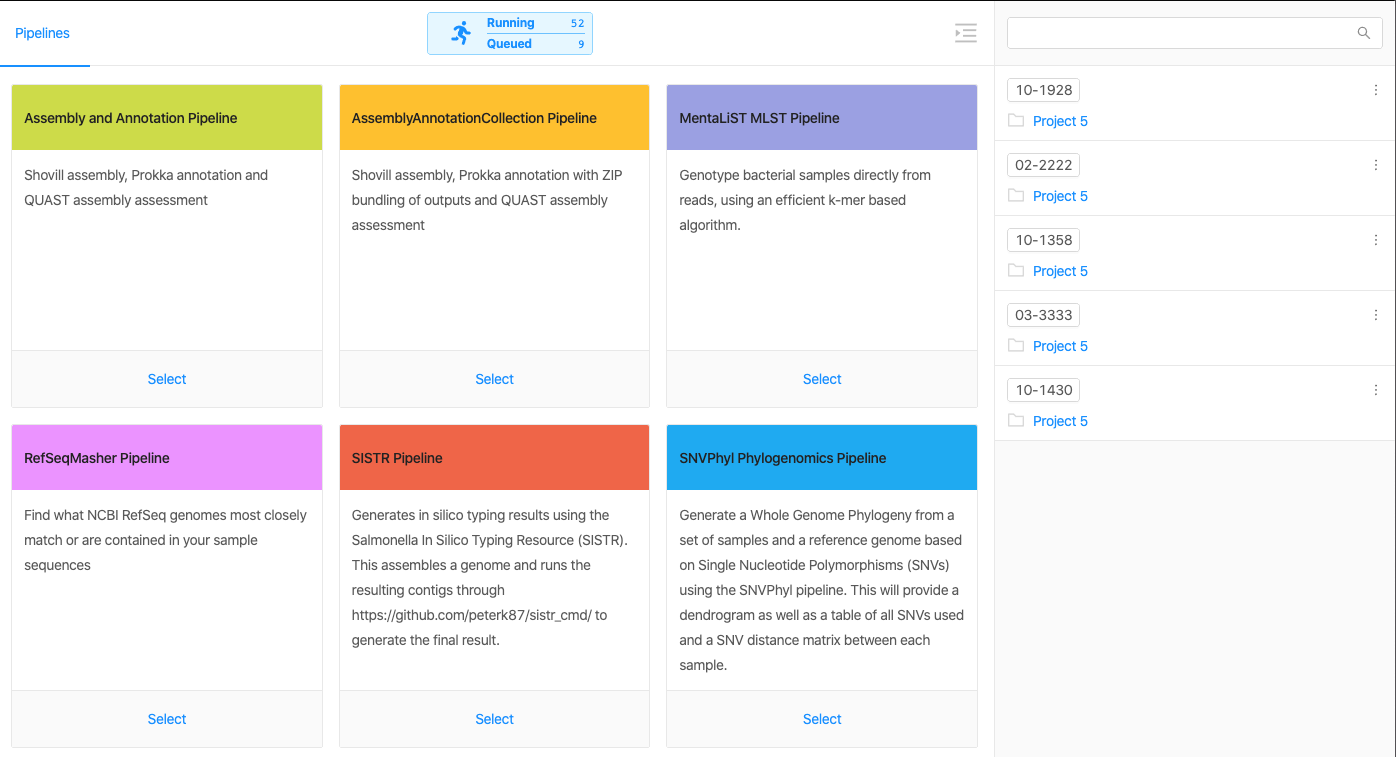 Pipelines
Running 52
Queued 9
Assembly and Annotation Pipeline
Shovill assembly, Prokka annotation and
QUAST assembly assessment
Select
AssemblyAnnotationCollection Pipeline
Shovill assembly, Prokka annotation with ZIP
bundling of outputs and QUAST assembly
assessment
Select
MentaLiST MLST Pipeline
Genotype bacterial samples directly from
reads, using an efficient k-mer based
algorithm.
Select
RefSeqMasher Pipeline
Find what NCBI RefSeq genomes most closely
match or are contained in your sample
sequences
Select
SISTR Pipeline
Generates in silico typing results using the
Salmonella In Silico Typing Resource (SISTR).
This assembles a genome and runs the
resulting contigs through
https://github.com/peterk87/sistr_cmd/ to
generate the final result.
Select
SNVPhyl Phylogenomics Pipeline
Generate a Whole Genome Phylogeny from a
set of samples and a reference genome based
on Single Nucleotide Polymorphisms (SNVs)
using the SNVPhyl pipeline. This will provide a
dendrogram as well as a table of all SNVs used
and a SNV distance matrix between each
sample.
Select
10-1928
Project 5
02-2222
Project 5
10-1358
Project 5
03-3333
Project 5
10-1430
Project 5